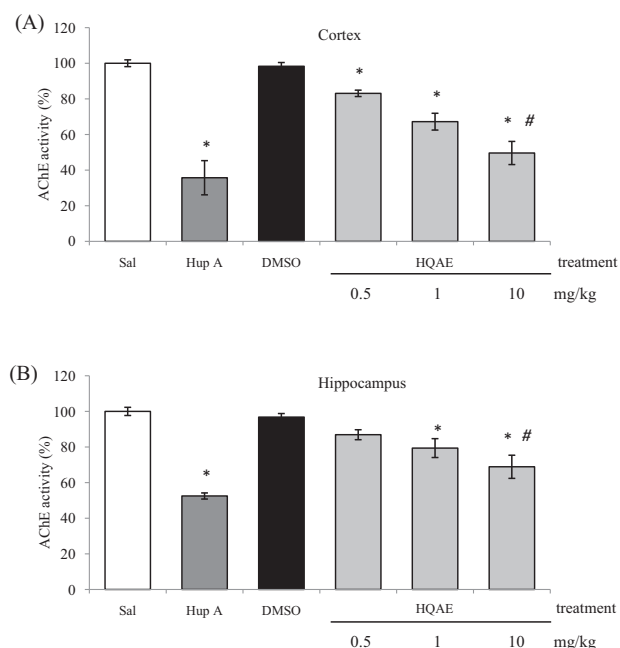 (A)
Cortex
AChE activity (%)
120
100
80
60
40
20
0
*
*
*
* #
Sal
Hup A
DMSO
HQAE
treatment
0.5
1
10
mg/kg
(B)
Hippocampus
AChE activity (%)
120
100
80
60
40
20
0
*
*
* #
Sal
Hup A
DMSO
HQAE
treatment
0.5
1
10
mg/kg